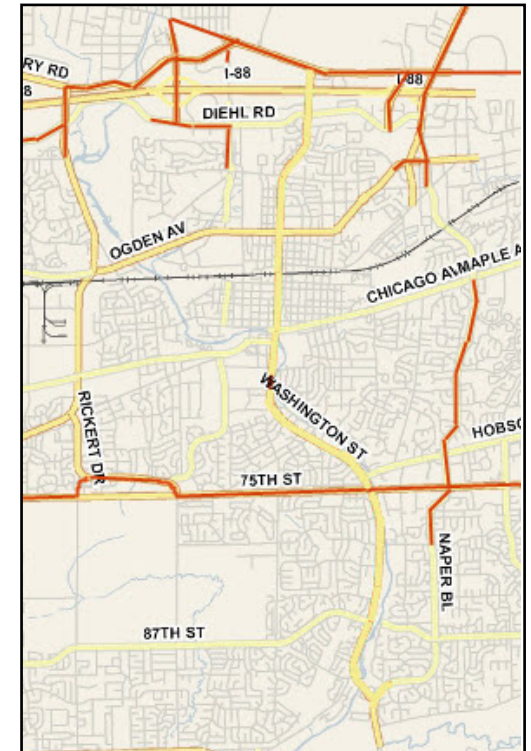 RY RD
I-88
I-88
8
DIEHL RD
OGDEN AV
CHICAGO AV
MAPLE A
WASHINGTON ST
RICKERT DR
HOBSO
75TH ST
NAPER BL
87TH ST